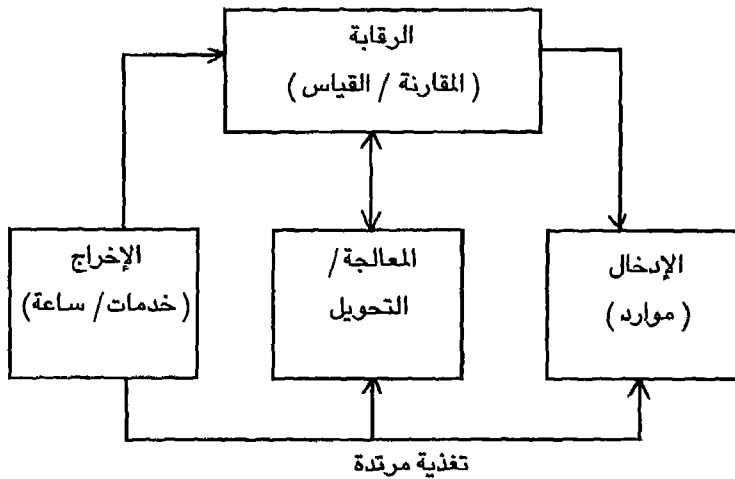 الرقابة
(المقارنة / القياس)
الإدخال
(موارد)
المعالجة/
التحويل
الإخراج
(خدمات/ ساعة)
تغذية مرتدة